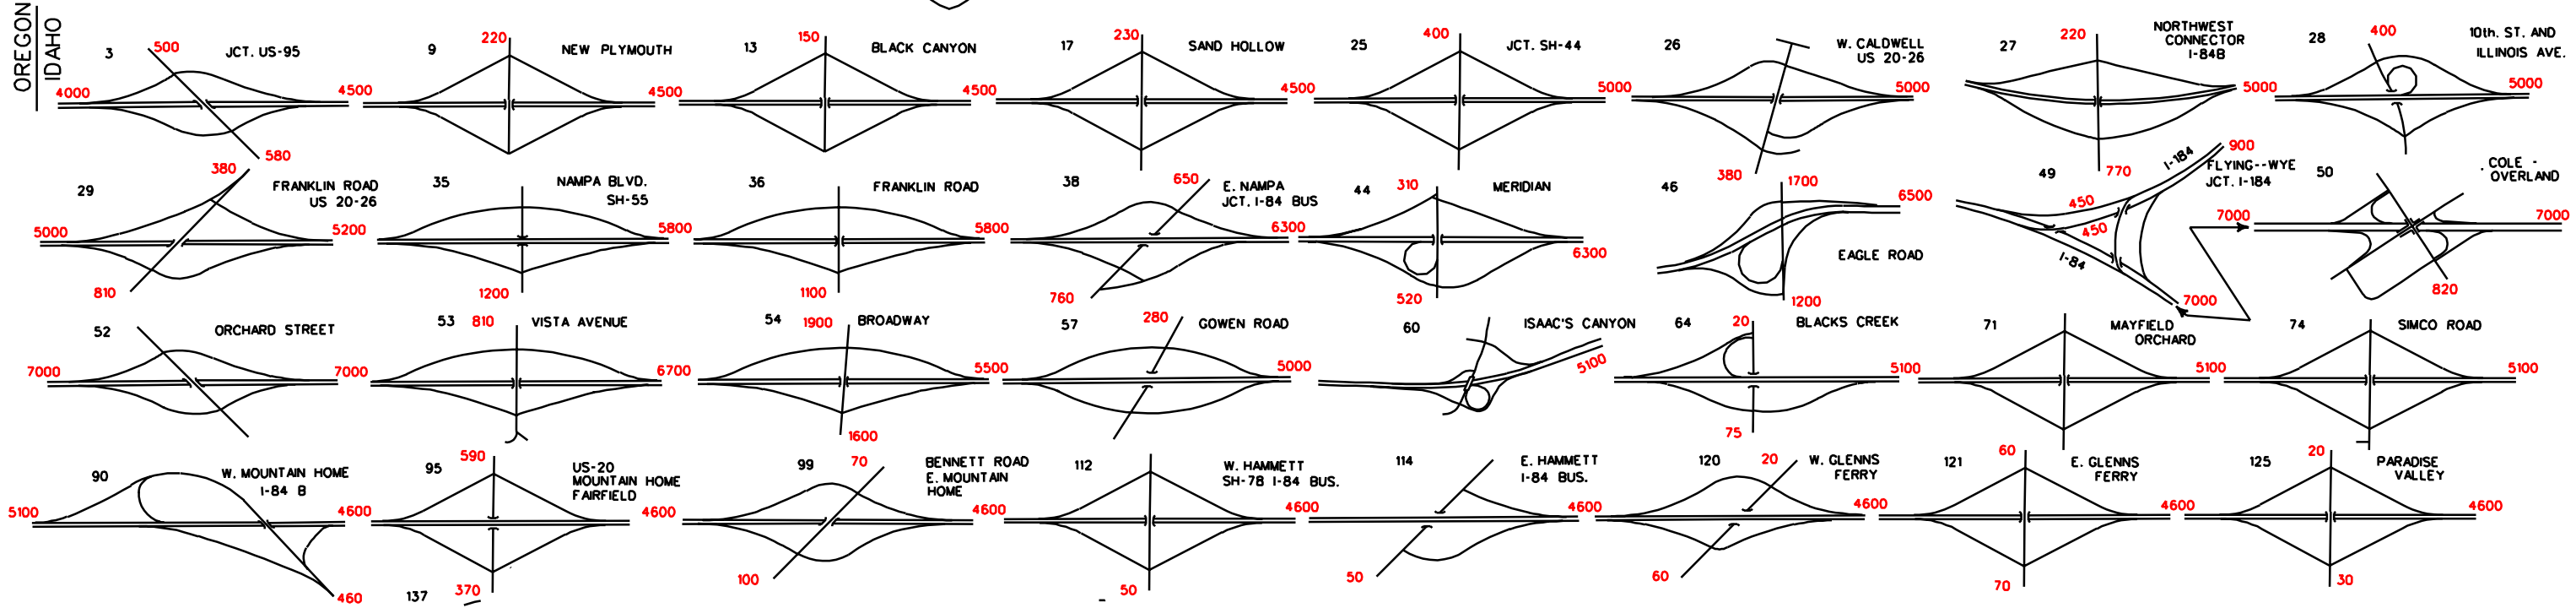 OREGON
IDAHO
3
500
JCT. US-95
4000
4500
580
9
220
NEW PLYMOUTH
4500
13
150
BLACK CANYON
4500
17
230
SAND HOLLOW
4500
25
400
JCT. SH-44
5000
26
W. CALDWELL
US 20-26
5000
380
27
220
NORTHWEST
CONNECTOR
I-84B
5000
770
28
400
10th. ST. AND
ILLINOIS AVE.
5000
29
380
FRANKLIN ROAD
US 20-26
5000
5200
810
35
NAMPA BLVD.
SH-55
5800
1200
36
FRANKLIN ROAD
5800
1100
38
650
E. NAMPA
JCT. I-84 BUS
6300
760
44
310
MERIDIAN
6300
520
46
1700
6500
EAGLE ROAD
1200
49
I-184
900
FLYING--WYE
JCT. I-184
450
450
I-84
7000
50
COLE -
OVERLAND
7000
7000
820
52
ORCHARD STREET
7000
7000
53
810
VISTA AVENUE
6700
54
1900
BROADWAY
5500
1600
57
280
GOWEN ROAD
5000
60
ISAAC'S CANYON
5100
64
20
BLACKS CREEK
5100
75
71
MAYFIELD
ORCHARD
5100
74
SIMCO ROAD
5100
90
W. MOUNTAIN HOME
I-84 B
5100
4600
460
95
590
US-20
MOUNTAIN HOME
FAIRFIELD
4600
370
137
99
70
BENNETT ROAD
E. MOUNTAIN
HOME
4600
100
112
W. HAMMETT
SH-78 I-84 BUS.
4600
50
114
E. HAMMETT
I-84 BUS.
4600
50
120
20
W. GLENNS
FERRY
4600
60
121
60
E. GLENNS
FERRY
4600
70
125
20
PARADISE
VALLEY
4600
30